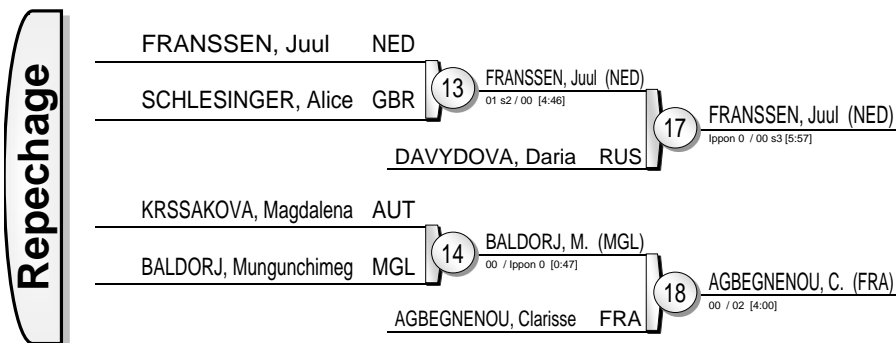 Repechage
FRANSSEN, Juul NED
SCHLESINGER, Alice GBR
13
FRANSSEN, Juul (NED)
01 s2 / 00 [4:46]
DAVYDOVA, Daria RUS
17
FRANSSEN, Juul (NED)
Ippon 0 / 00 s3 [5:57]
KRSSAKOVA, Magdalena AUT
BALDORJ, Mungunchimeg MGL
14
BALDORJ, M. (MGL)
00 / Ippon 0 [0:47]
AGBEGNENOU, Clarisse FRA
18
AGBEGNENOU, C. (FRA)
00 / 02 [4:00]